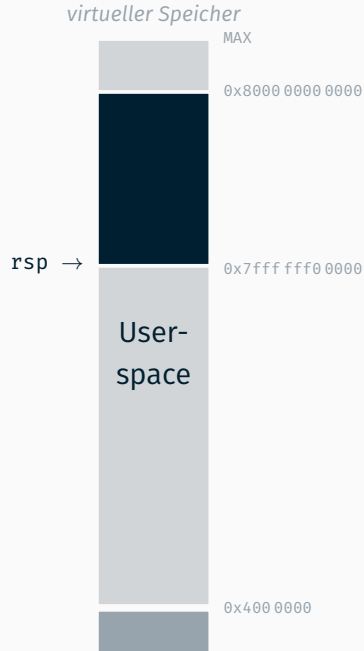 virtueller Speicher
MAX
0x8000 0000 0000
rsp →
0x7fff fff0 0000
User-
space
0x400 0000